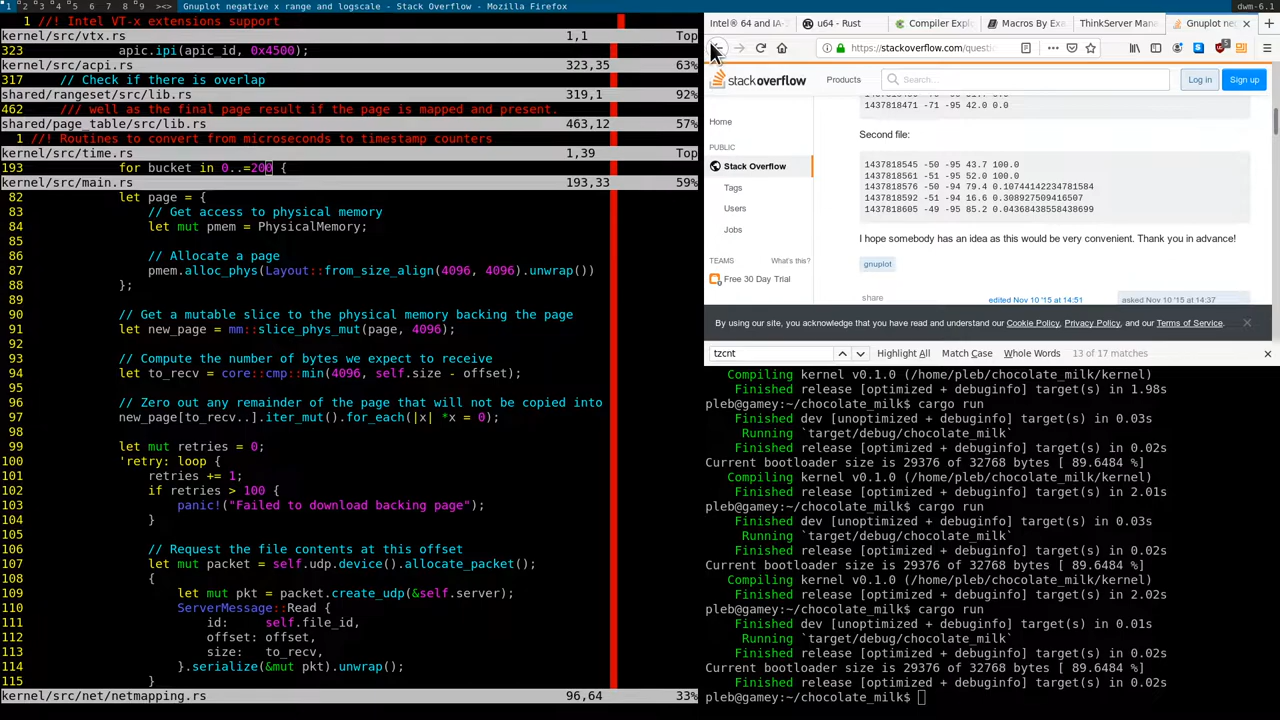 1 2 3 4 5 6 7 8 9 []= Gnuplot negative x range and logscale - Stack Overflow - Mozilla Firefox dwm-6.1
1 //! Intel VT-x extensions support
kernel/src/vtx.rs 1,1 Top
323 apic.ipi(apic_id, 0x4500);
kernel/src/acpi.rs 323,35 63%
317 // Check if there is overlap
shared/rangeset/src/lib.rs 319,1 92%
462 /// well as the final page result if the page is mapped and present.
shared/page_table/src/lib.rs 463,12 57%
1 //! Routines to convert from microseconds to timestamp counters
kernel/src/time.rs 1,39 Top
193 for bucket in 0..=200 {
kernel/src/main.rs 193,33 59%
82 let page = {
83 // Get access to physical memory
84 let mut pmem = PhysicalMemory;
85
86 // Allocate a page
87 pmem.alloc_phys(Layout::from_size_align(4096, 4096).unwrap())
88 };
89
90 // Get a mutable slice to the physical memory backing the page
91 let new_page = mm::slice_phys_mut(page, 4096);
92
93 // Compute the number of bytes we expect to receive
94 let to_recv = core::cmp::min(4096, self.size - offset);
95
96 // Zero out any remainder of the page that will not be copied into
97 new_page[to_recv..].iter_mut().for_each(|x| *x = 0);
98
99 let mut retries = 0;
100 'retry: loop {
101 retries += 1;
102 if retries > 100 {
103 panic!("Failed to download backing page");
104 }
105
106 // Request the file contents at this offset
107 let mut packet = self.udp.device().allocate_packet();
108 {
109 let mut pkt = packet.create_udp(&self.server);
110 ServerMessage::Read {
111 id: self.file_id,
112 offset: offset,
113 size: to_recv,
114 }.serialize(&mut pkt).unwrap();
115 }
kernel/src/net/netmapping.rs 96,64 33%
Intel® 64 and IA- u64 - Rust Compiler Explo Macros By Exa ThinkServer Mana Gnuplot ne
https://stackoverflow.com/questi
stackoverflow Products Search... Log in Sign up
Home
PUBLIC
Stack Overflow
Tags
Users
Jobs
TEAMS What's this?
Free 30 Day Trial
1437818471 -71 -95 42.0 0.0
Second file:
1437818545 -50 -95 43.7 100.0
1437818561 -51 -95 52.0 100.0
1437818576 -50 -94 79.4 0.10744142234781584
1437818592 -51 -94 16.6 0.308927509416507
1437818605 -49 -95 85.2 0.04368438558438699
I hope somebody has an idea as this would be very convenient. Thank you in advance!
gnuplot
share edited Nov 10 '15 at 14:51 asked Nov 10 '15 at 14:37
By using our site, you acknowledge that you have read and understand our Cookie Policy, Privacy Policy, and our Terms of Service.
tzcnt Highlight All Match Case Whole Words 13 of 17 matches
Compiling kernel v0.1.0 (/home/pleb/chocolate_milk/kernel)
Finished release [optimized + debuginfo] target(s) in 1.98s
pleb@gamey:~/chocolate_milk$ cargo run
Finished dev [unoptimized + debuginfo] target(s) in 0.03s
Running `target/debug/chocolate_milk`
Finished release [optimized + debuginfo] target(s) in 0.02s
Current bootloader size is 29376 of 32768 bytes [ 89.6484 %]
Compiling kernel v0.1.0 (/home/pleb/chocolate_milk/kernel)
Finished release [optimized + debuginfo] target(s) in 2.01s
pleb@gamey:~/chocolate_milk$ cargo run
Finished dev [unoptimized + debuginfo] target(s) in 0.03s
Running `target/debug/chocolate_milk`
Finished release [optimized + debuginfo] target(s) in 0.02s
Current bootloader size is 29376 of 32768 bytes [ 89.6484 %]
Compiling kernel v0.1.0 (/home/pleb/chocolate_milk/kernel)
Finished release [optimized + debuginfo] target(s) in 2.02s
pleb@gamey:~/chocolate_milk$ cargo run
Finished dev [unoptimized + debuginfo] target(s) in 0.01s
Running `target/debug/chocolate_milk`
Finished release [optimized + debuginfo] target(s) in 0.02s
Current bootloader size is 29376 of 32768 bytes [ 89.6484 %]
Finished release [optimized + debuginfo] target(s) in 0.02s
pleb@gamey:~/chocolate_milk$